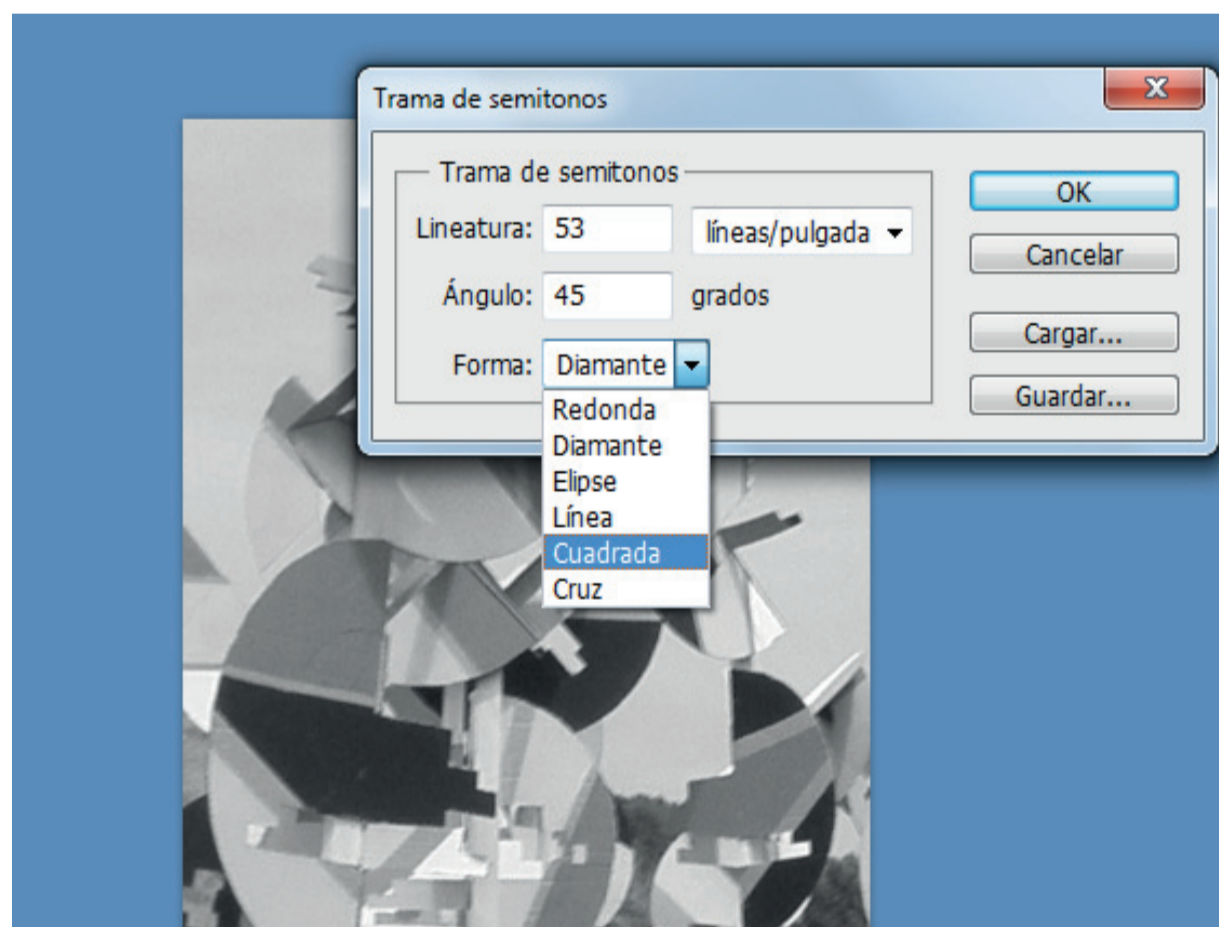 Trama de semitonos
Trama de semitonos
Lineatura: 53 líneas/pulgada
Ángulo: 45 grados
Forma: Diamante
Redonda
Diamante
Elipse
Línea
Cuadrada
Cruz
OK
Cancelar
Cargar...
Guardar...